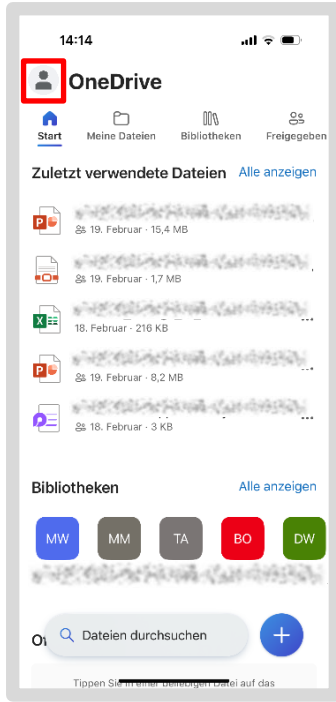 14:14
OneDrive
Start Meine Dateien Bibliotheken Freigegeben
Zuletzt verwendete Dateien Alle anzeigen
19. Februar · 15,4 MB
19. Februar · 1,7 MB
18. Februar · 216 KB
19. Februar · 8,2 MB
18. Februar · 3 KB
Bibliotheken Alle anzeigen
MW MM TA BO DW
Dateien durchsuchen
Tippen Sie in einer beliebigen Datei auf das